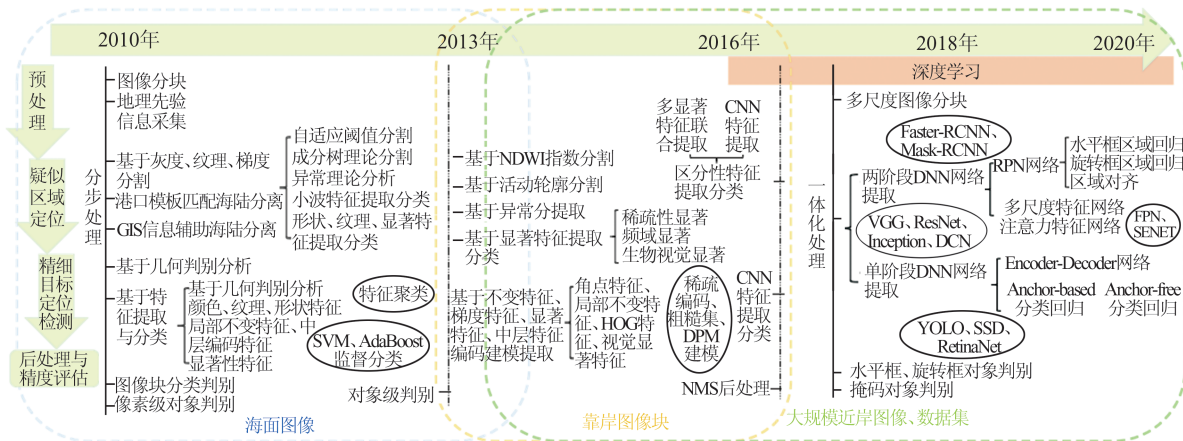 2010年
2013年
2016年
2018年
2020年
深度学习
预
处
理
疑似
区域
定位
精细
目标
定位
检测
后处理与
精度评估
分步处理
图像分块
地理先验
信息采集
基于灰度、纹理、梯度
分割
港口模板匹配海陆分离
GIS信息辅助海陆分离
自适应阈值分割
成分树理论分割
异常理论分析
小波特征提取分类
形状、纹理、显著特
征提取分类
基于几何判别分析
基于特
征提取
与分类
基于几何判别分析
颜色、纹理、形状特征
局部不变特征、中
层编码特征
显著性特征
特征聚类
SVM、AdaBoost
监督分类
图像块分类判别
像素级对象判别
海面图像
基于NDWI指数分割
基于活动轮廓分割
基于异常分提取
基于显著特征提取
分类
稀疏性显著
频域显著
生物视觉显著
多显著
特征联
合提取
CNN
特征
提取
区分性特征
提取分类
基于不变特征、
梯度特征、显著
特征、中层特征
编码建模提取
角点特征、
局部不变特
征、HOG特
征、视觉显
著特征
稀疏
编码、
粗糙集、
DPM
建模
CNN
特征
提取
分类
对象级判别
NMS后处理
靠岸图像块
一体化处理
多尺度图像分块
Faster-RCNN、
Mask-RCNN
两阶段DNN网络
提取
RPN网络
水平框区域回归
旋转框区域回归
区域对齐
多尺度特征网络
注意力特征网络
FPN、
SENET
VGG、ResNet、
Inception、DCN
单阶段DNN网络
提取
Encoder-Decoder网络
Anchor-based
分类回归
Anchor-free
分类回归
YOLO、SSD、
RetinaNet
水平框、旋转框对象判别
掩码对象判别
大规模近岸图像、数据集